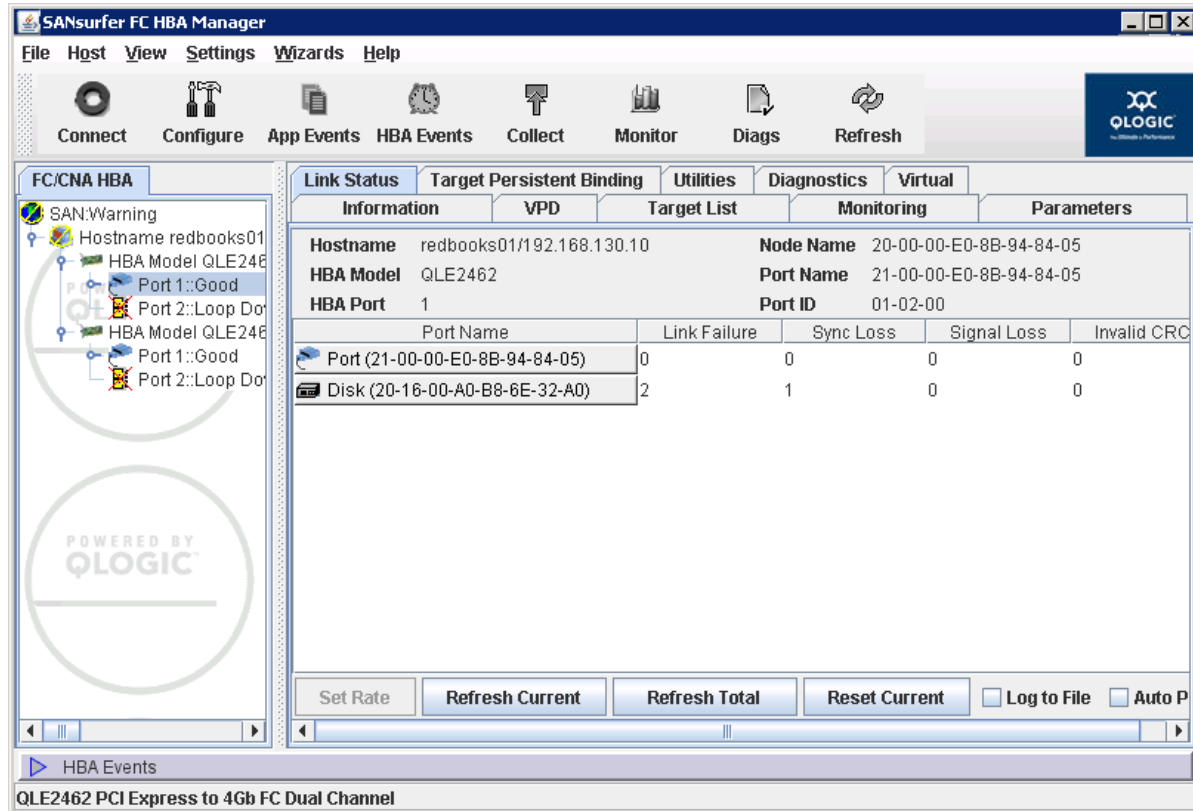 SANsurfer FC HBA Manager
File Host View Settings Wizards Help
Connect Configure App Events HBA Events Collect Monitor Diags Refresh
QLOGIC
FC/CNA HBA
SAN:Warning
Hostname redbooks01
HBA Model QLE246
Port 1::Good
Port 2::Loop Do
HBA Model QLE246
Port 1::Good
Port 2::Loop Do
POWERED BY
QLOGIC
Link Status Target Persistent Binding Utilities Diagnostics Virtual
Information VPD Target List Monitoring Parameters
Hostname redbooks01/192.168.130.10 Node Name 20-00-00-E0-8B-94-84-05
HBA Model QLE2462 Port Name 21-00-00-E0-8B-94-84-05
HBA Port 1 Port ID 01-02-00
Port Name Link Failure Sync Loss Signal Loss Invalid CRC
Port (21-00-00-E0-8B-94-84-05) 0 0 0 0
Disk (20-16-00-A0-B8-6E-32-A0) 2 1 0 0
Set Rate Refresh Current Refresh Total Reset Current Log to File Auto P
HBA Events
QLE2462 PCI Express to 4Gb FC Dual Channel